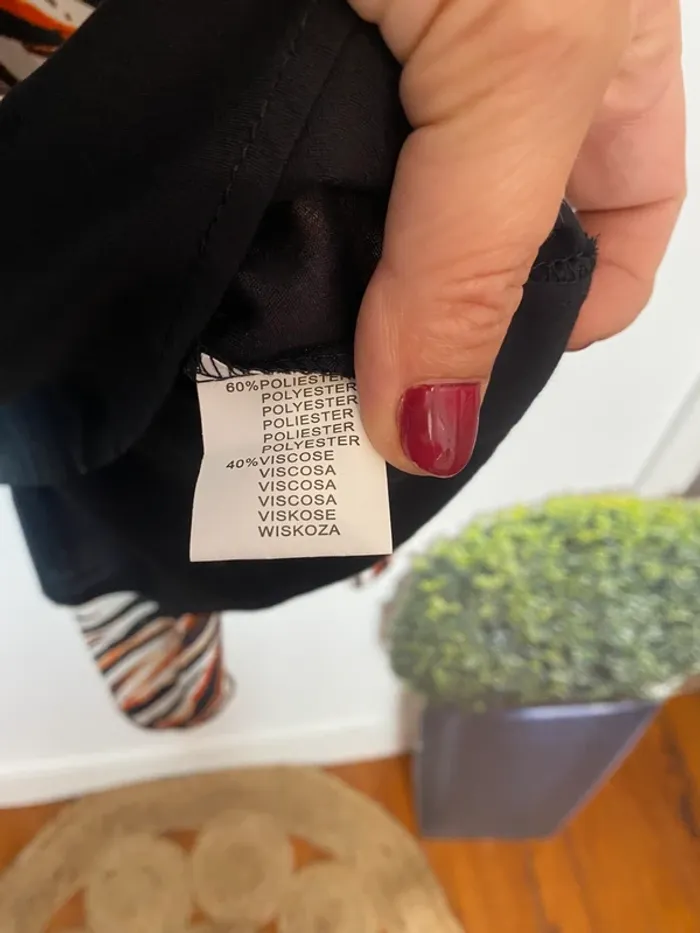 60% POLIESTER
POLYESTER
POLYESTER
POLIESTER
POLIESTER
POLYESTER
40% VISCOSE
VISCOSA
VISCOSA
VISCOSA
VISKOSE
WISKOZA